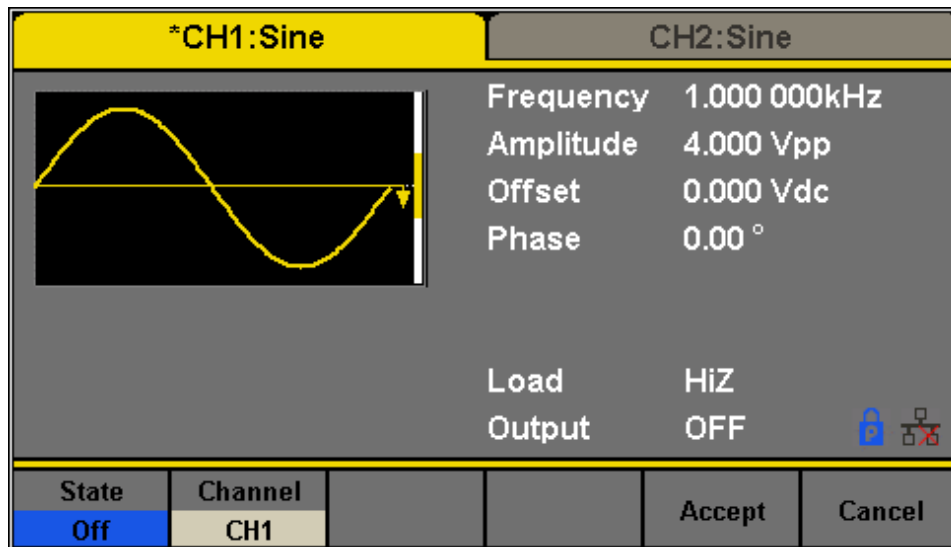 *CH1:Sine CH2:Sine
Frequency 1.000 000kHz
Amplitude 4.000 Vpp
Offset 0.000 Vdc
Phase 0.00 °
Load HiZ
Output OFF
P
State Channel Accept Cancel
Off CH1